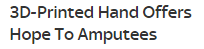 3D-Printed Hand Offers
Hope To Amputees